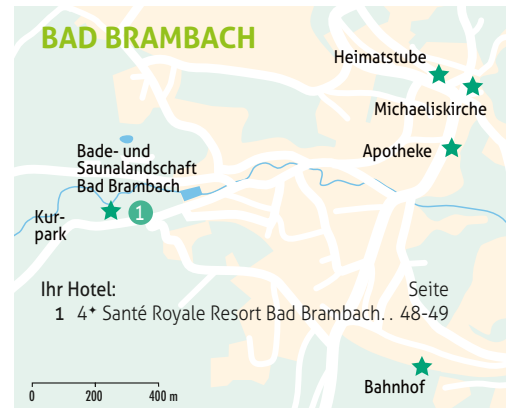 BAD BRAMBACH
Heimatstube
Michaeliskirche
Apotheke
Bade- und
Saunalandschaft
Bad Brambach
1
Kur-
park
Ihr Hotel: Seite
1 4✦ Santé Royale Resort Bad Brambach. . 48-49
Bahnhof
0 200 400 m